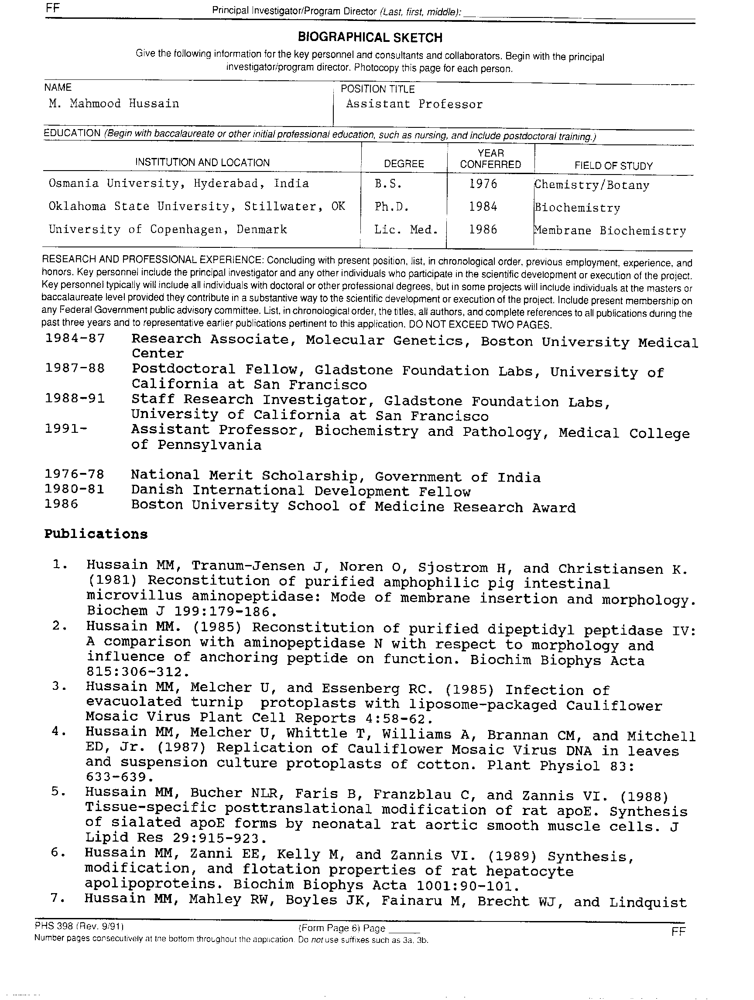 FF
Principal Investigator/Program Director (Last, first, middle):
BIOGRAPHICAL SKETCH
Give the following information for the key personnel and consultants and collaborators. Begin with the principal
investigator/program director. Photocopy this page for each person.
NAME
POSITION TITLE
M. Mahmood Hussain
Assistant Professor
EDUCATION (Begin with baccalaureate or other initial professional education, such as nursing, and include postdoctoral training.)
INSTITUTION AND LOCATION DEGREE YEAR CONFERRED FIELD OF STUDY
Osmania University, Hyderabad, India B.S. 1976 Chemistry/Botany
Oklahoma State University, Stillwater, OK Ph.D. 1984 Biochemistry
University of Copenhagen, Denmark Lic. Med. 1986 Membrane Biochemistry
RESEARCH AND PROFESSIONAL EXPERIENCE: Concluding with present position, list, in chronological order, previous employment, experience, and
honors. Key personnel include the principal investigator and any other individuals who participate in the scientific development or execution of the project.
Key personnel typically will include all individuals with doctoral or other professional degrees, but in some projects will include individuals at the masters or
baccalaureate level provided they contribute in a substantive way to the scientific development or execution of the project. Include present membership on
any Federal Government public advisory committee. List, in chronological order, the titles, all authors, and complete references to all publications during the
past three years and to representative earlier publications pertinent to this application. DO NOT EXCEED TWO PAGES.
1984-87 Research Associate, Molecular Genetics, Boston University Medical
Center
1987-88 Postdoctoral Fellow, Gladstone Foundation Labs, University of
California at San Francisco
1988-91 Staff Research Investigator, Gladstone Foundation Labs,
University of California at San Francisco
1991- Assistant Professor, Biochemistry and Pathology, Medical College
of Pennsylvania
1976-78 National Merit Scholarship, Government of India
1980-81 Danish International Development Fellow
1986 Boston University School of Medicine Research Award
Publications
1. Hussain MM, Tranum-Jensen J, Noren O, Sjostrom H, and Christiansen K.
(1981) Reconstitution of purified amphophilic pig intestinal
microvillus aminopeptidase: Mode of membrane insertion and morphology.
Biochem J 199:179-186.
2. Hussain MM. (1985) Reconstitution of purified dipeptidyl peptidase IV:
A comparison with aminopeptidase N with respect to morphology and
influence of anchoring peptide on function. Biochim Biophys Acta
815:306-312.
3. Hussain MM, Melcher U, and Essenberg RC. (1985) Infection of
evacuolated turnip protoplasts with liposome-packaged Cauliflower
Mosaic Virus Plant Cell Reports 4:58-62.
4. Hussain MM, Melcher U, Whittle T, Williams A, Brannan CM, and Mitchell
ED, Jr. (1987) Replication of Cauliflower Mosaic Virus DNA in leaves
and suspension culture protoplasts of cotton. Plant Physiol 83:
633-639.
5. Hussain MM, Bucher NLR, Faris B, Franzblau C, and Zannis VI. (1988)
Tissue-specific posttranslational modification of rat apoE. Synthesis
of sialated apoE forms by neonatal rat aortic smooth muscle cells. J
Lipid Res 29:915-923.
6. Hussain MM, Zanni EE, Kelly M, and Zannis VI. (1989) Synthesis,
modification, and flotation properties of rat hepatocyte
apolipoproteins. Biochim Biophys Acta 1001:90-101.
7. Hussain MM, Mahley RW, Boyles JK, Fainaru M, Brecht WJ, and Lindquist
PHS 398 (Rev. 9/91) (Form Page 6) Page FF
Number pages consecutively at the bottom throughout the application. Do not use suffixes such as 3a, 3b.